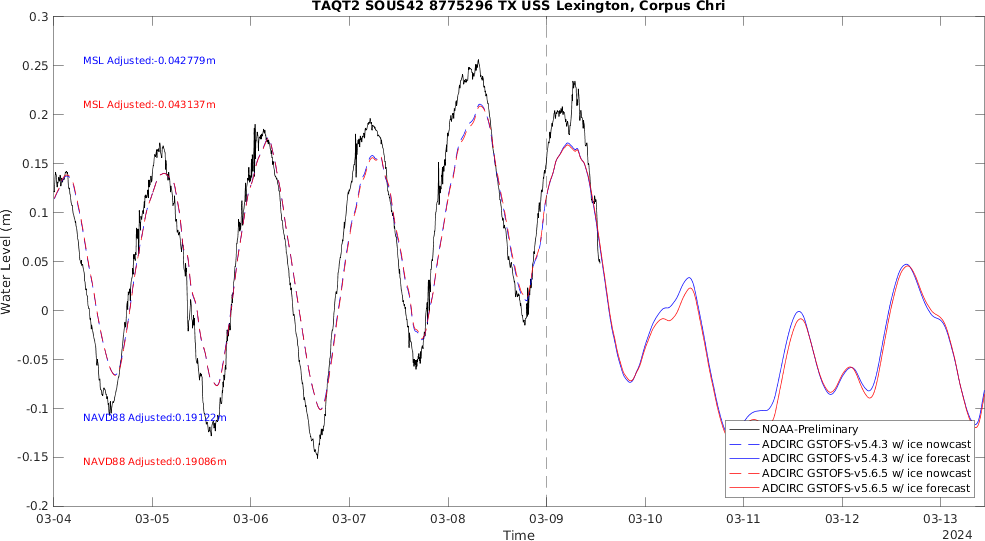 TAQT2 SOUS42 8775296 TX USS Lexington, Corpus Chri
0.3
0.25
0.2
0.15
0.1
0.05
0
-0.05
-0.1
-0.15
-0.2
Water Level (m)
MSL Adjusted:-0.042779m
MSL Adjusted:-0.043137m
NAVD88 Adjusted:0.19122m
NAVD88 Adjusted:0.19086m
NOAA-Preliminary
ADCIRC GSTOFS-v5.4.3 w/ ice nowcast
ADCIRC GSTOFS-v5.4.3 w/ ice forecast
ADCIRC GSTOFS-v5.6.5 w/ ice nowcast
ADCIRC GSTOFS-v5.6.5 w/ ice forecast
03-04 03-05 03-06 03-07 03-08 03-09 03-10 03-11 03-12 03-13
Time
2024